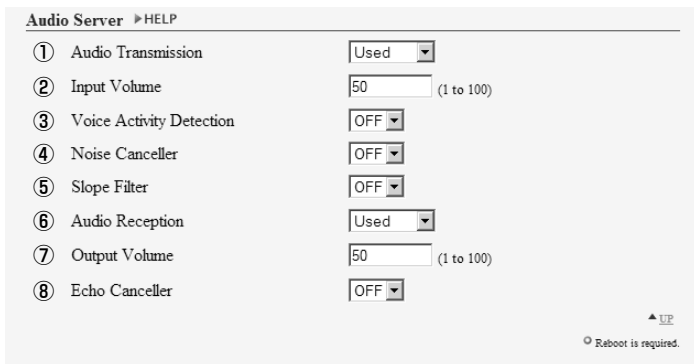 Audio Server ▶HELP
① Audio Transmission Used
② Input Volume 50 (1 to 100)
③ Voice Activity Detection OFF
④ Noise Canceller OFF
⑤ Slope Filter OFF
⑥ Audio Reception Used
⑦ Output Volume 50 (1 to 100)
⑧ Echo Canceller OFF
▲UP
Reboot is required.